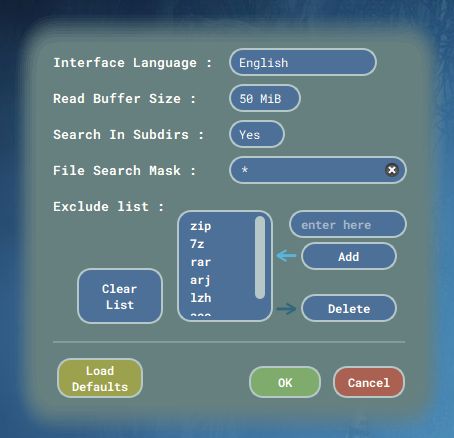 Interface Language : English
Read Buffer Size : 50 MiB
Search In Subdirs : Yes
File Search Mask : *
Exclude list :
zip
7z
rar
arj
lzh
enter here
Add
Delete
Clear
List
Load
Defaults
OK
Cancel